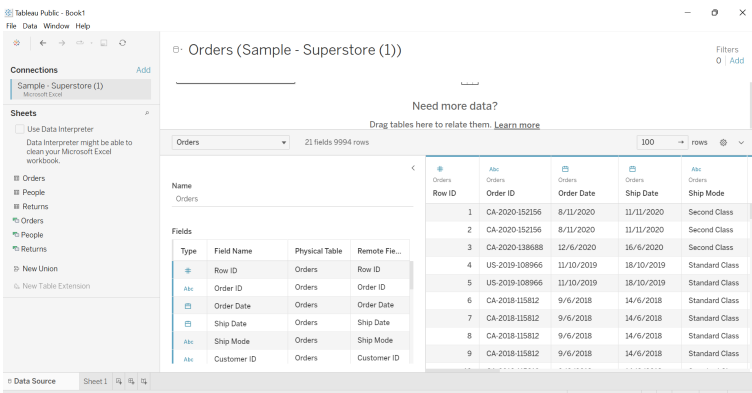 Tableau Public - Book1
File Data Window Help
Connections Add
Sample - Superstore (1)
Microsoft Excel
Sheets
Use Data Interpreter
Data Interpreter might be able to
clean your Microsoft Excel
workbook.
Orders
People
Returns
Orders
People
Returns
New Union
New Table Extension
Orders (Sample - Superstore (1))
Filters
0 Add
Need more data?
Drag tables here to relate them. Learn more
Orders 21 fields 9994 rows 100 rows
Name
Orders
Fields
Type Field Name Physical Table Remote Fie...
# Row ID Orders Row ID
Abc Order ID Orders Order ID
Order Date Orders Order Date
Ship Date Orders Ship Date
Abc Ship Mode Orders Ship Mode
Abc Customer ID Orders Customer ID
# Abc Abc
Orders Orders Orders Orders Orders
Row ID Order ID Order Date Ship Date Ship Mode
1 CA-2020-152156 8/11/2020 11/11/2020 Second Class
2 CA-2020-152156 8/11/2020 11/11/2020 Second Class
3 CA-2020-138688 12/6/2020 16/6/2020 Second Class
4 US-2019-108966 11/10/2019 18/10/2019 Standard Class
5 US-2019-108966 11/10/2019 18/10/2019 Standard Class
6 CA-2018-115812 9/6/2018 14/6/2018 Standard Class
7 CA-2018-115812 9/6/2018 14/6/2018 Standard Class
8 CA-2018-115812 9/6/2018 14/6/2018 Standard Class
9 CA-2018-115812 9/6/2018 14/6/2018 Standard Class
Data Source Sheet 1